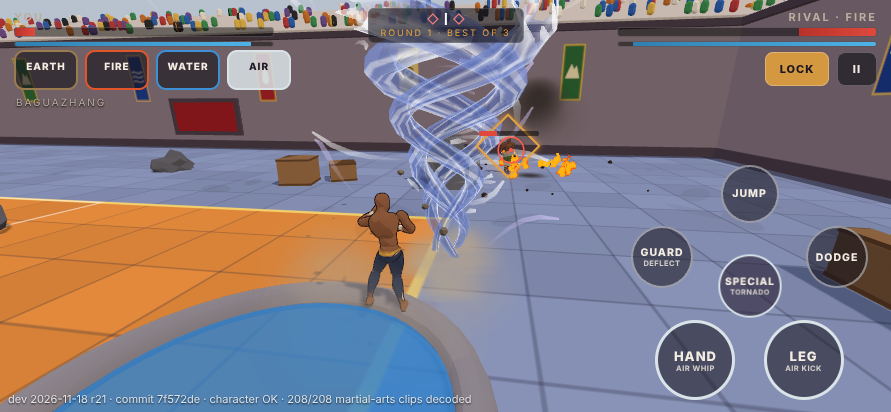 YOU
RIVAL · FIRE
ROUND 1 · BEST OF 3
EARTH
FIRE
WATER
AIR
LOCK
II
BAGUAZHANG
JUMP
GUARD
DEFLECT
DODGE
SPECIAL
TORNADO
HAND
AIR WHIP
LEG
AIR KICK
dev 2026-11-18 r21 · commit 7f572de · character OK · 208/208 martial-arts clips decoded